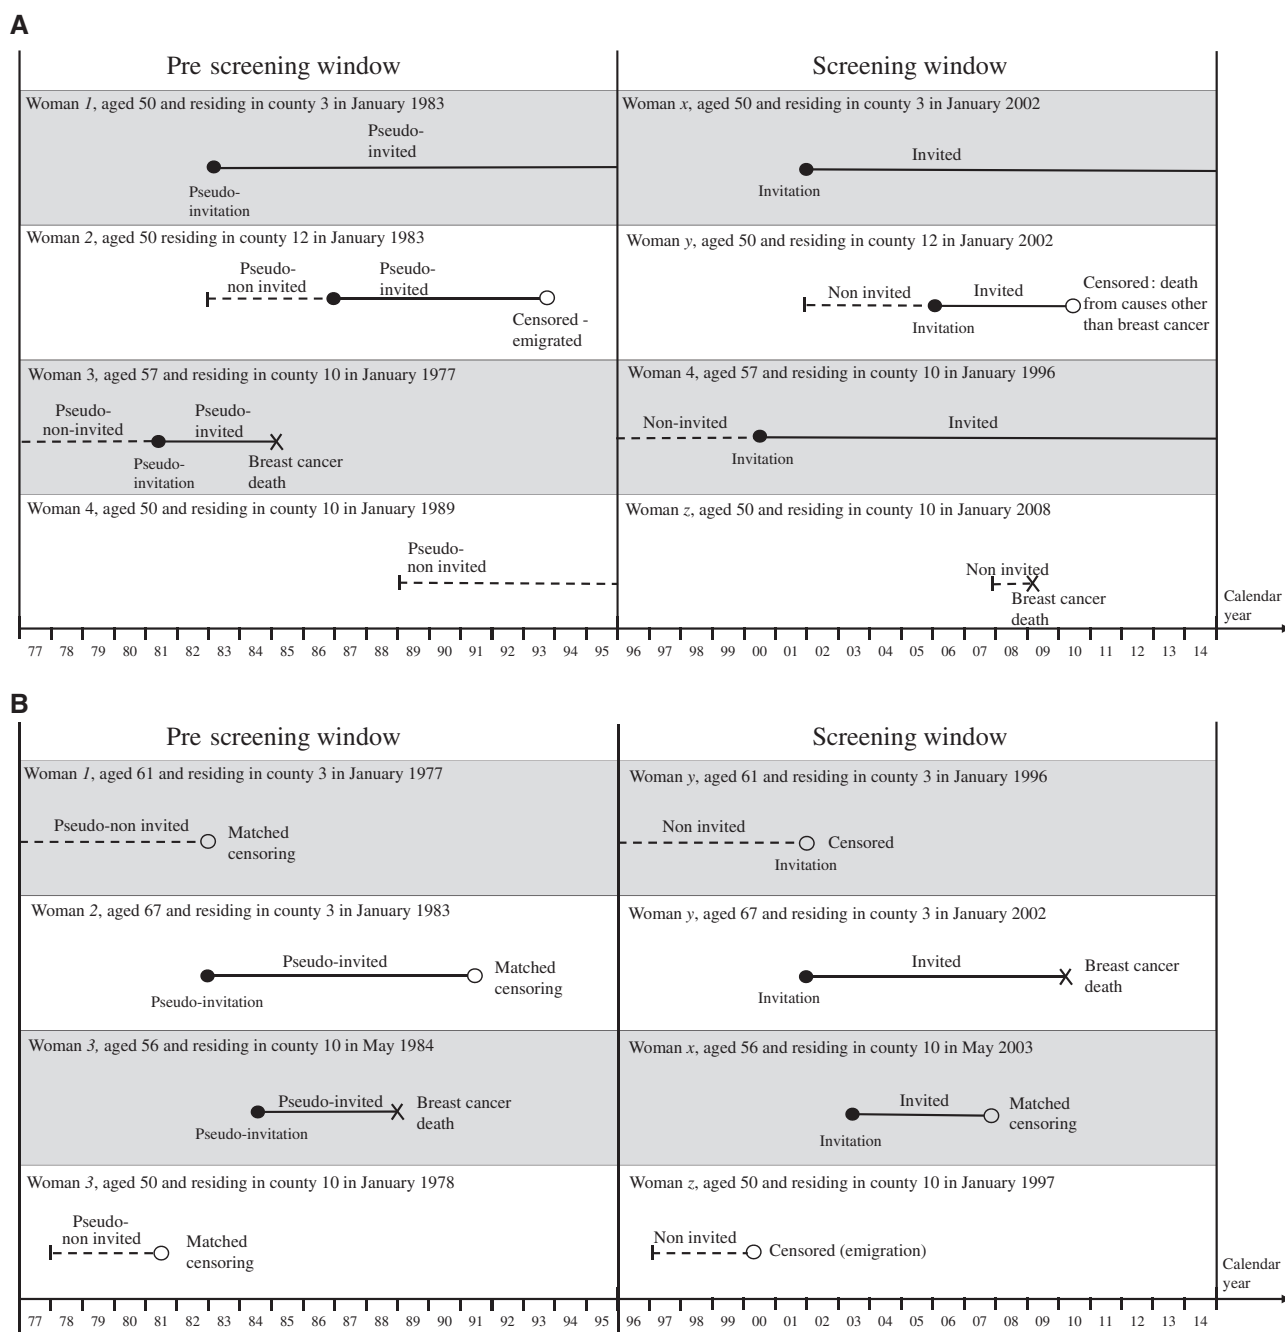 A
Pre screening window
Screening window
Woman 1, aged 50 and residing in county 3 in January 1983
Pseudo-
invited
Pseudo-
invitation
Woman x, aged 50 and residing in county 3 in January 2002
Invited
Invitation
Woman 2, aged 50 residing in county 12 in January 1983
Pseudo-
non invited
Pseudo-
invited
Censored -
emigrated
Woman y, aged 50 and residing in county 12 in January 2002
Non invited
Invited
Invitation
Censored: death
from causes other
than breast cancer
Woman 3, aged 57 and residing in county 10 in January 1977
Pseudo-
non-invited
Pseudo-
invited
Pseudo-
invitation
Breast cancer
death
Woman 4, aged 57 and residing in county 10 in January 1996
Non-invited
Invited
Invitation
Woman 4, aged 50 and residing in county 10 in January 1989
Pseudo-
non invited
Woman z, aged 50 and residing in county 10 in January 2008
Non invited
Breast cancer
death
Calendar
year
77 78 79 80 81 82 83 84 85 86 87 88 89 90 91 92 93 94 95 96 97 98 99 00 01 02 03 04 05 06 07 08 09 10 11 12 13 14
B
Pre screening window
Screening window
Woman 1, aged 61 and residing in county 3 in January 1977
Pseudo-non invited
Matched
censoring
Woman y, aged 61 and residing in county 3 in January 1996
Non invited
Censored
Invitation
Woman 2, aged 67 and residing in county 3 in January 1983
Pseudo-invited
Pseudo-invitation
Matched
censoring
Woman y, aged 67 and residing in county 3 in January 2002
Invited
Invitation
Breast cancer
death
Woman 3, aged 56 and residing in county 10 in May 1984
Pseudo-invited
Pseudo-invitation
Breast cancer
death
Woman x, aged 56 and residing in county 10 in May 2003
Invited
Invitation
Matched
censoring
Woman 3, aged 50 and residing in county 10 in January 1978
Pseudo-
non invited
Matched
censoring
Woman z, aged 50 and residing in county 10 in January 1997
Non invited
Censored (emigration)
Calendar
year
77 78 79 80 81 82 83 84 85 86 87 88 89 90 91 92 93 94 95 96 97 98 99 00 01 02 03 04 05 06 07 08 09 10 11 12 13 14